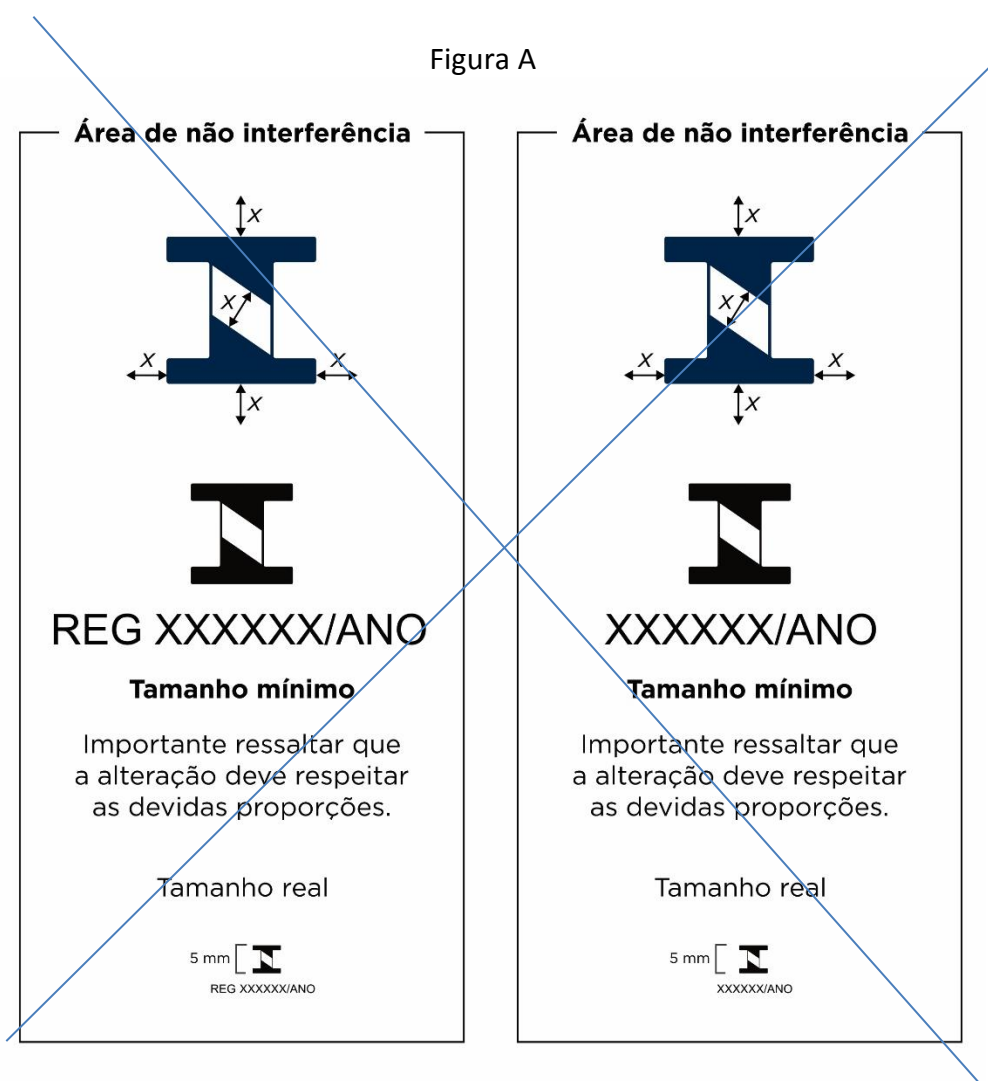 Figura A
Área de não interferência
X
X
X
X
X
REG XXXXXX/ANO
Tamanho mínimo
Importante ressaltar que
a alteração deve respeitar
as devidas proporções.
Tamanho real
5 mm
REG XXXXXX/ANO
Área de não interferência
X
X
X
X
X
XXXXXX/ANO
Tamanho mínimo
Importante ressaltar que
a alteração deve respeitar
as devidas proporções.
Tamanho real
5 mm
XXXXXX/ANO